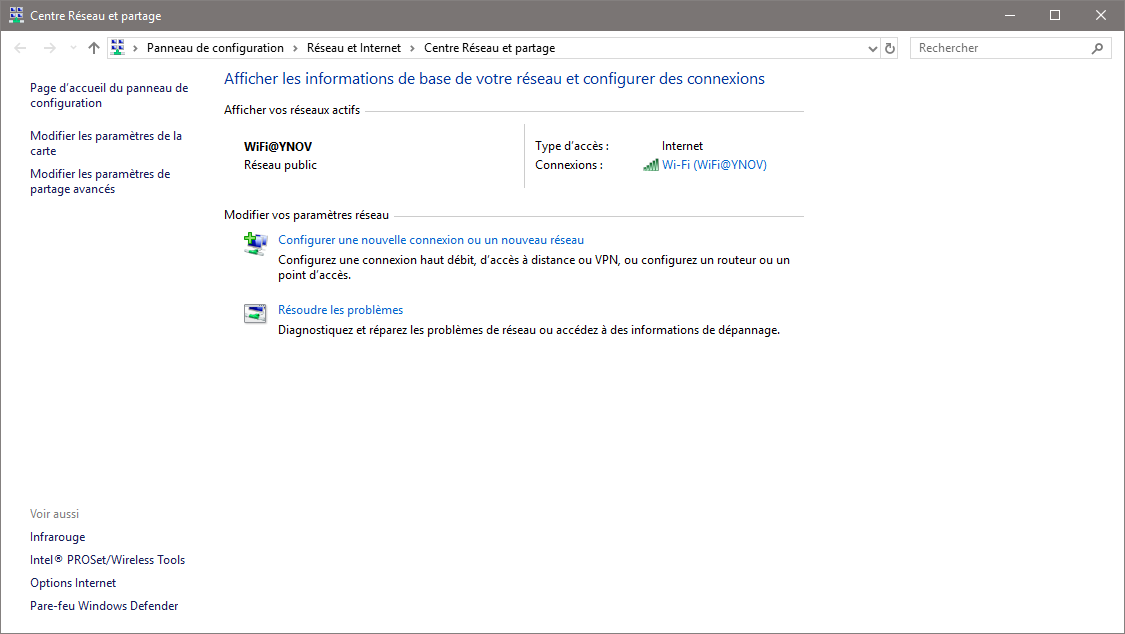 Centre Réseau et partage
Panneau de configuration > Réseau et Internet > Centre Réseau et partage
Rechercher
Page d'accueil du panneau de
configuration
Modifier les paramètres de la
carte
Modifier les paramètres de
partage avancés
Afficher les informations de base de votre réseau et configurer des connexions
Afficher vos réseaux actifs
WiFi@YNOV
Réseau public
Type d'accès :
Internet
Connexions :
Wi-Fi (WiFi@YNOV)
Modifier vos paramètres réseau
Configurer une nouvelle connexion ou un nouveau réseau
Configurez une connexion haut débit, d'accès à distance ou VPN, ou configurez un routeur ou un
point d'accès.
Résoudre les problèmes
Diagnostiquez et réparez les problèmes de réseau ou accédez à des informations de dépannage.
Voir aussi
Infrarouge
Intel® PROSet/Wireless Tools
Options Internet
Pare-feu Windows Defender